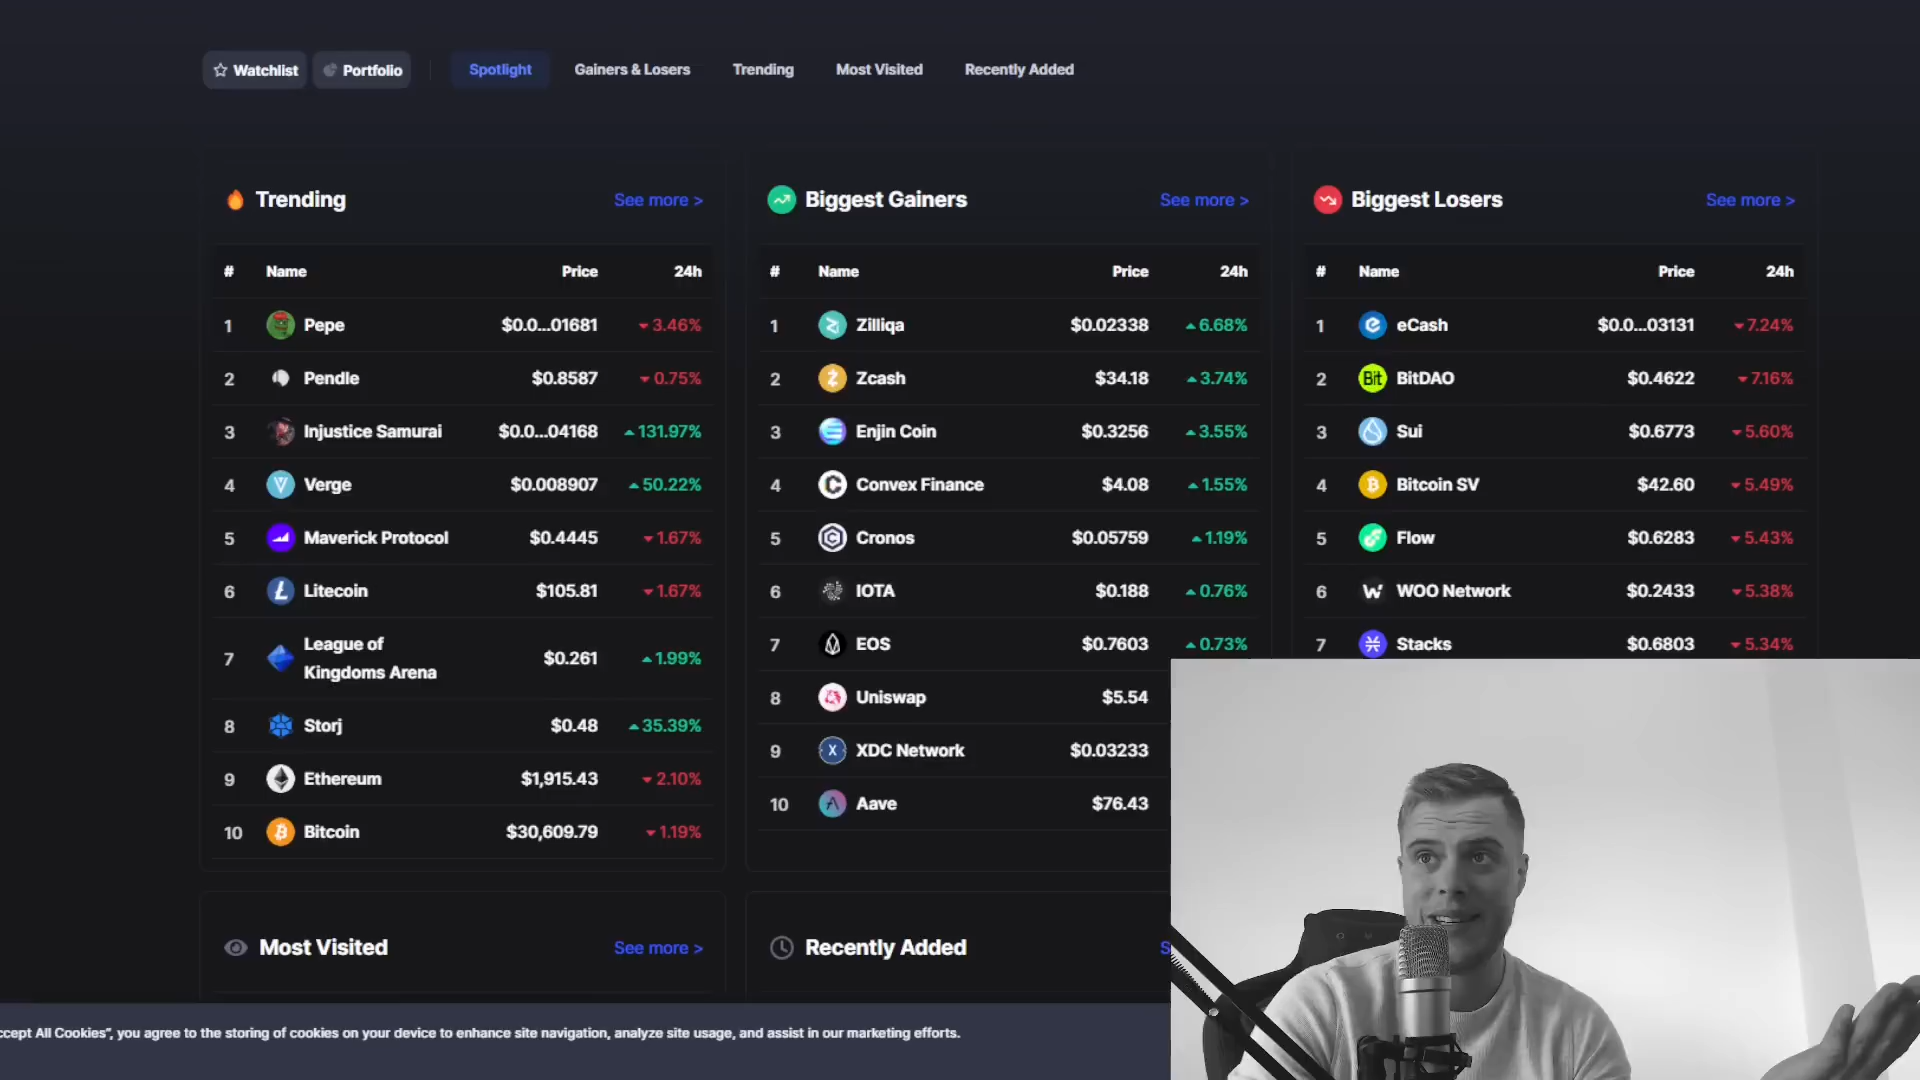 Watchlist Portfolio Spotlight Gainers & Losers Trending Most Visited Recently Added
Trending See more >
# Name Price 24h
1 Pepe $0.0...01681 3.46%
2 Pendle $0.8587 0.75%
3 Injustice Samurai $0.0...04168 131.97%
4 Verge $0.008907 50.22%
5 Maverick Protocol $0.4445 1.67%
6 Litecoin $105.81 1.67%
7 League of Kingdoms Arena $0.261 1.99%
8 Storj $0.48 35.39%
9 Ethereum $1,915.43 2.10%
10 Bitcoin $30,609.79 1.19%
Biggest Gainers See more >
# Name Price 24h
1 Zilliqa $0.02338 6.68%
2 Zcash $34.18 3.74%
3 Enjin Coin $0.3256 3.55%
4 Convex Finance $4.08 1.55%
5 Cronos $0.05759 1.19%
6 IOTA $0.188 0.76%
7 EOS $0.7603 0.73%
8 Uniswap $5.54
9 XDC Network $0.03233
10 Aave $76.43
Biggest Losers See more >
# Name Price 24h
1 eCash $0.0...03131 7.24%
2 Bit BitDAO $0.4622 7.16%
3 Sui $0.6773 5.60%
4 Bitcoin SV $42.60 5.49%
5 Flow $0.6283 5.43%
6 WOO Network $0.2433 5.38%
7 Stacks $0.6803 5.34%
Most Visited See more >
Recently Added
Accept All Cookies", you agree to the storing of cookies on your device to enhance site navigation, analyze site usage, and assist in our marketing efforts.